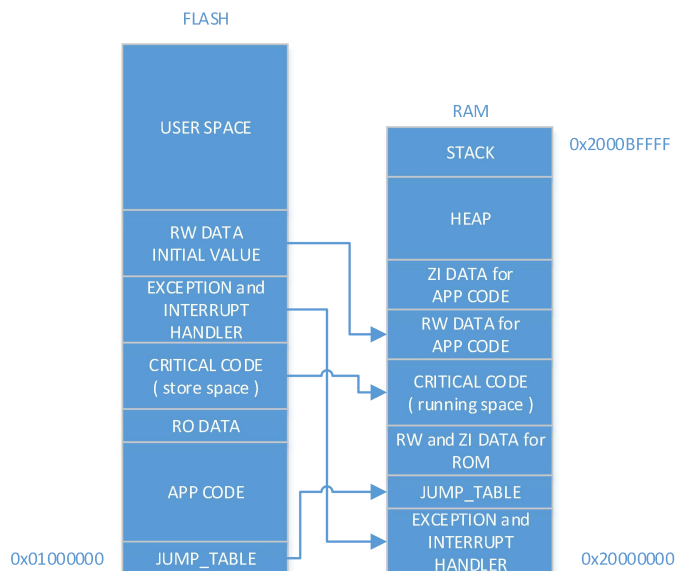 FLASH
USER SPACE
RW DATA
INITIAL VALUE
EXCEPTION and
INTERRUPT
HANDLER
CRITICAL CODE
( store space )
RO DATA
APP CODE
0x01000000
JUMP_TABLE
RAM
STACK
0x2000BFFFF
HEAP
ZI DATA for
APP CODE
RW DATA for
APP CODE
CRITICAL CODE
( running space )
RW and ZI DATA for
ROM
JUMP_TABLE
EXCEPTION and
INTERRUPT
HANDLER
0x20000000